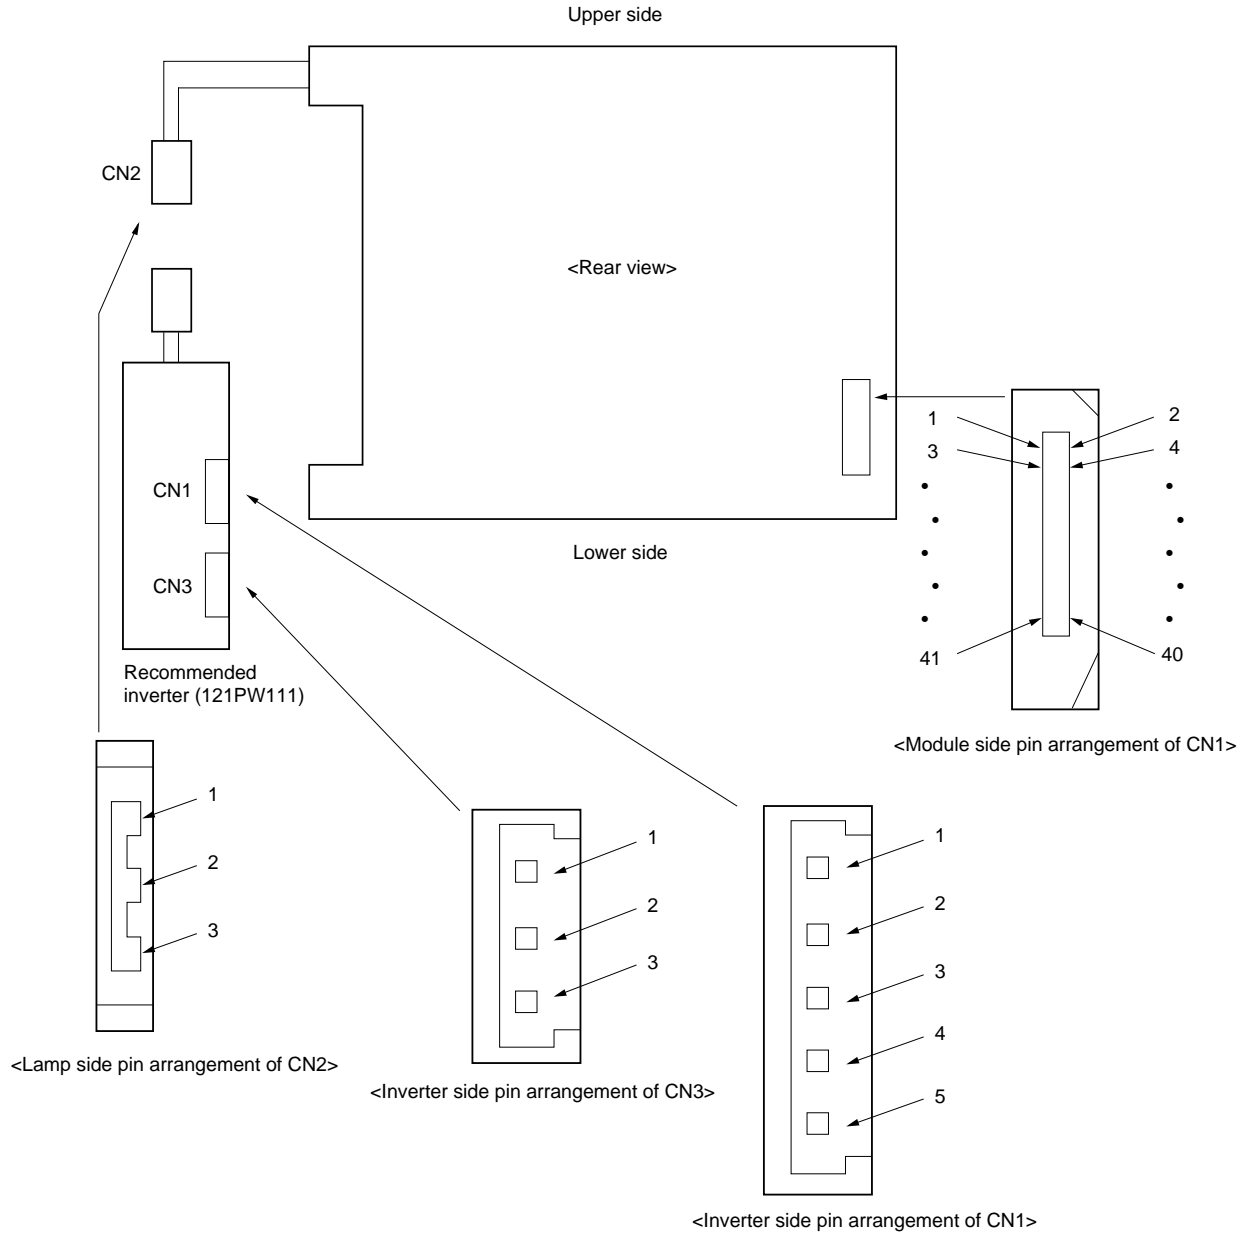 Upper side
CN2
<Rear view>
1
2
3
4
CN1
Lower side
CN3
41
40
Recommended
inverter (121PW111)
<Module side pin arrangement of CN1>
1
2
3
<Lamp side pin arrangement of CN2>
1
2
3
<Inverter side pin arrangement of CN3>
1
2
3
4
5
<Inverter side pin arrangement of CN1>